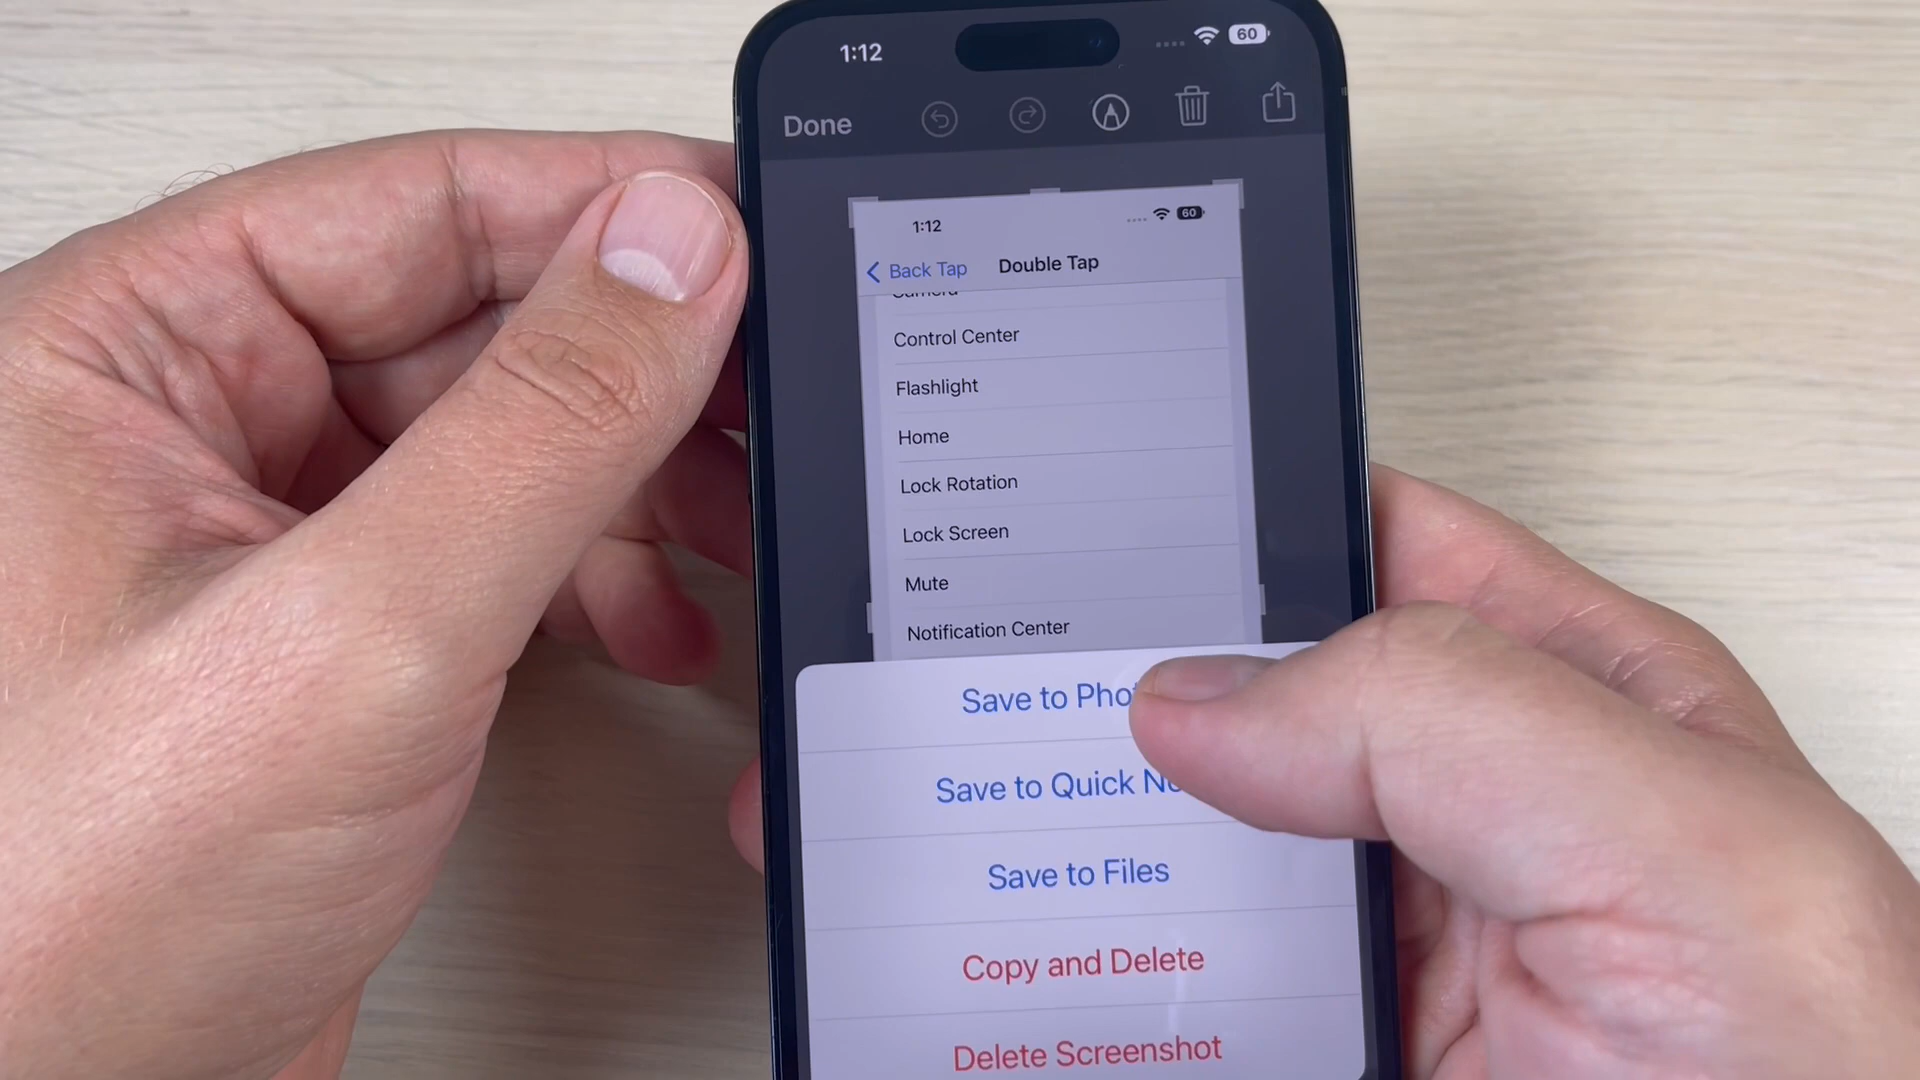 1:12
60
Done
1:12
60
Back Tap
Double Tap
Camera
Control Center
Flashlight
Home
Lock Rotation
Lock Screen
Mute
Notification Center
Save to
Save to Quick
Save to Files
Copy and Delete
Delete Screenshot